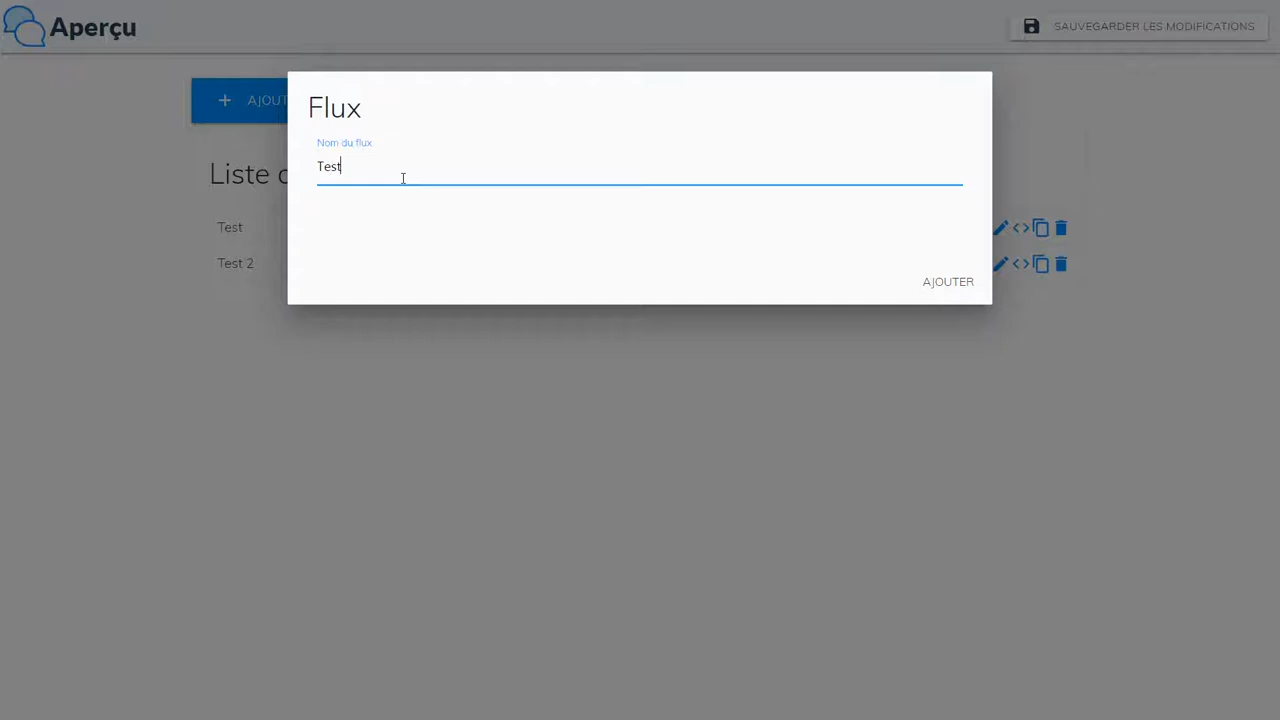 Aperçu
SAUVEGARDER LES MODIFICATIONS
AJOUT
Flux
Nom du flux
Test
Liste
Test
Test 2
AJOUTER